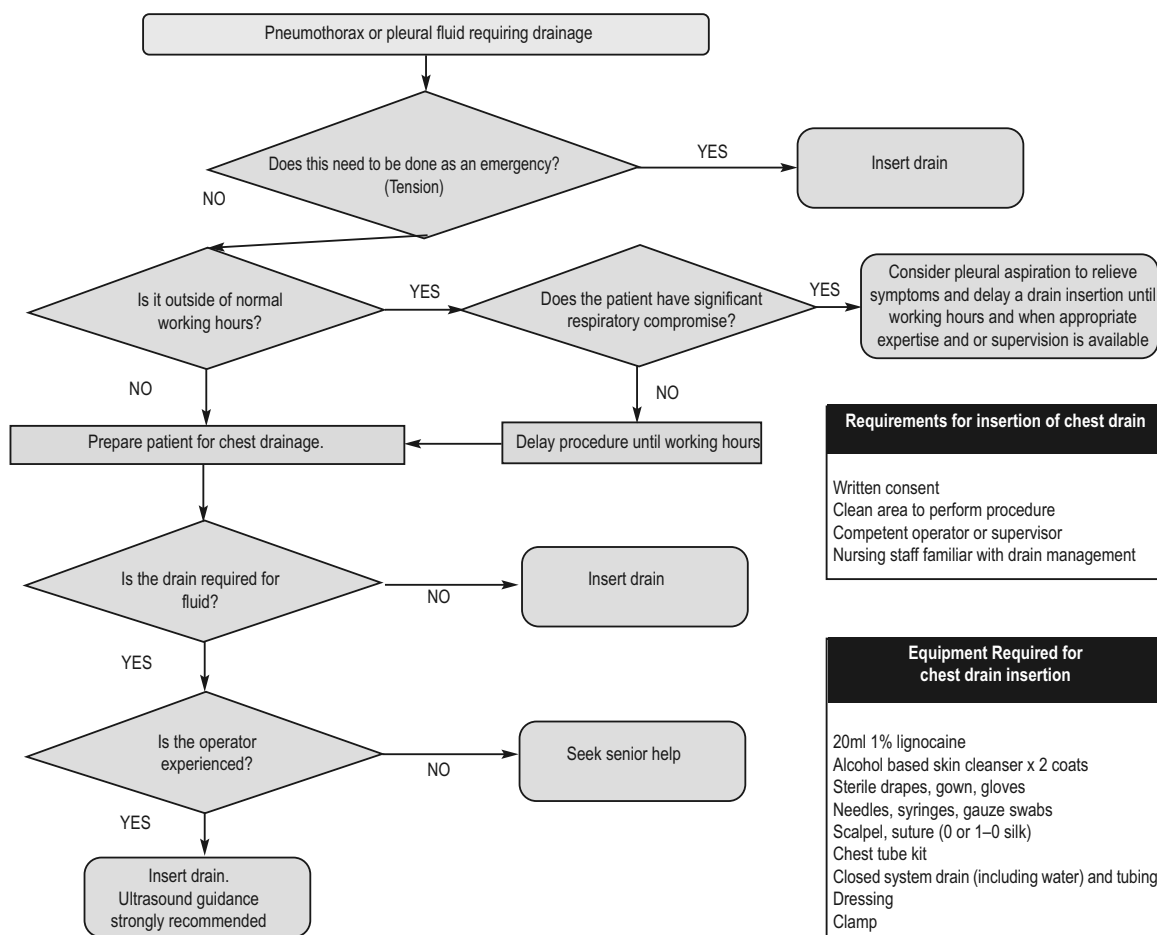 Pneumothorax or pleural fluid requiring drainage
Does this need to be done as an emergency?
(Tension)
YES
Insert drain
NO
Is it outside of normal
working hours?
YES
Does the patient have significant
respiratory compromise?
YES
Consider pleural aspiration to relieve
symptoms and delay a drain insertion until
working hours and when appropriate
expertise and or supervision is available
NO
NO
Prepare patient for chest drainage.
Delay procedure until working hours
Requirements for insertion of chest drain
Written consent
Clean area to perform procedure
Competent operator or supervisor
Nursing staff familiar with drain management
Is the drain required for
fluid?
NO
Insert drain
YES
Is the operator
experienced?
NO
Seek senior help
YES
Insert drain.
Ultrasound guidance
strongly recommended
Equipment Required for
chest drain insertion
20ml 1% lignocaine
Alcohol based skin cleanser x 2 coats
Sterile drapes, gown, gloves
Needles, syringes, gauze swabs
Scalpel, suture (0 or 1–0 silk)
Chest tube kit
Closed system drain (including water) and tubing
Dressing
Clamp